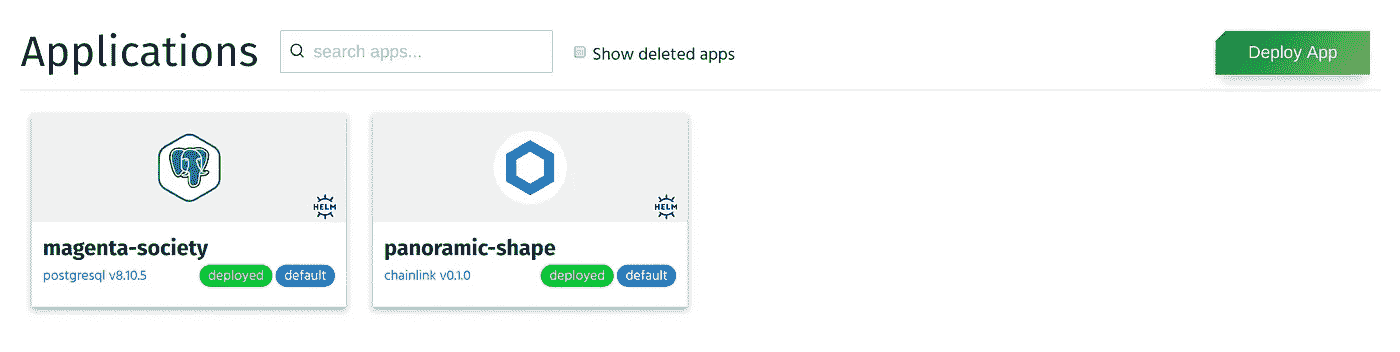 Applications search apps... Show deleted apps Deploy App
HELM HELM
magenta-society panoramic-shape
postgresql v8.10.5 deployed default chainlink v0.1.0 deployed default